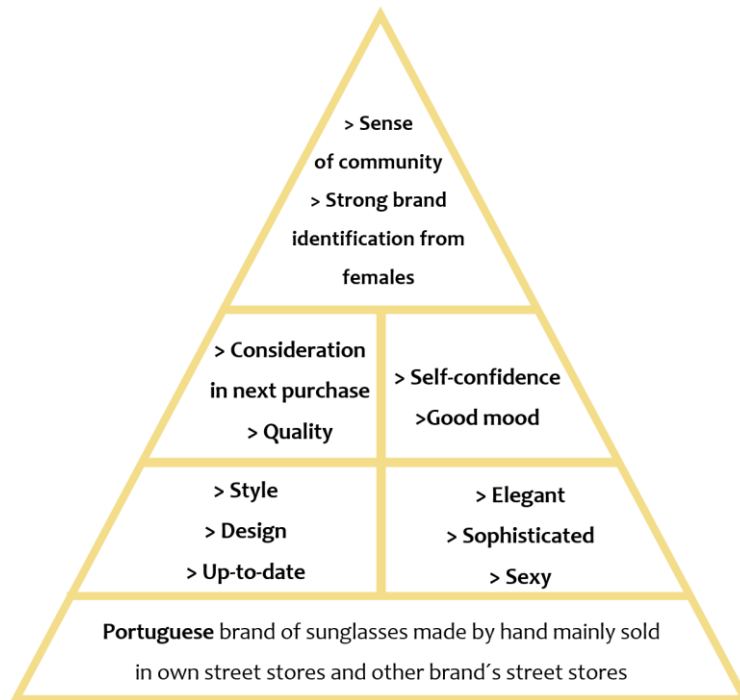 > Sense
of community
> Strong brand
identification from
females
> Consideration
in next purchase
> Quality
> Self-confidence
>Good mood
> Style
> Design
> Up-to-date
> Elegant
> Sophisticated
> Sexy
Portuguese brand of sunglasses made by hand mainly sold
in own street stores and other brand´s street stores